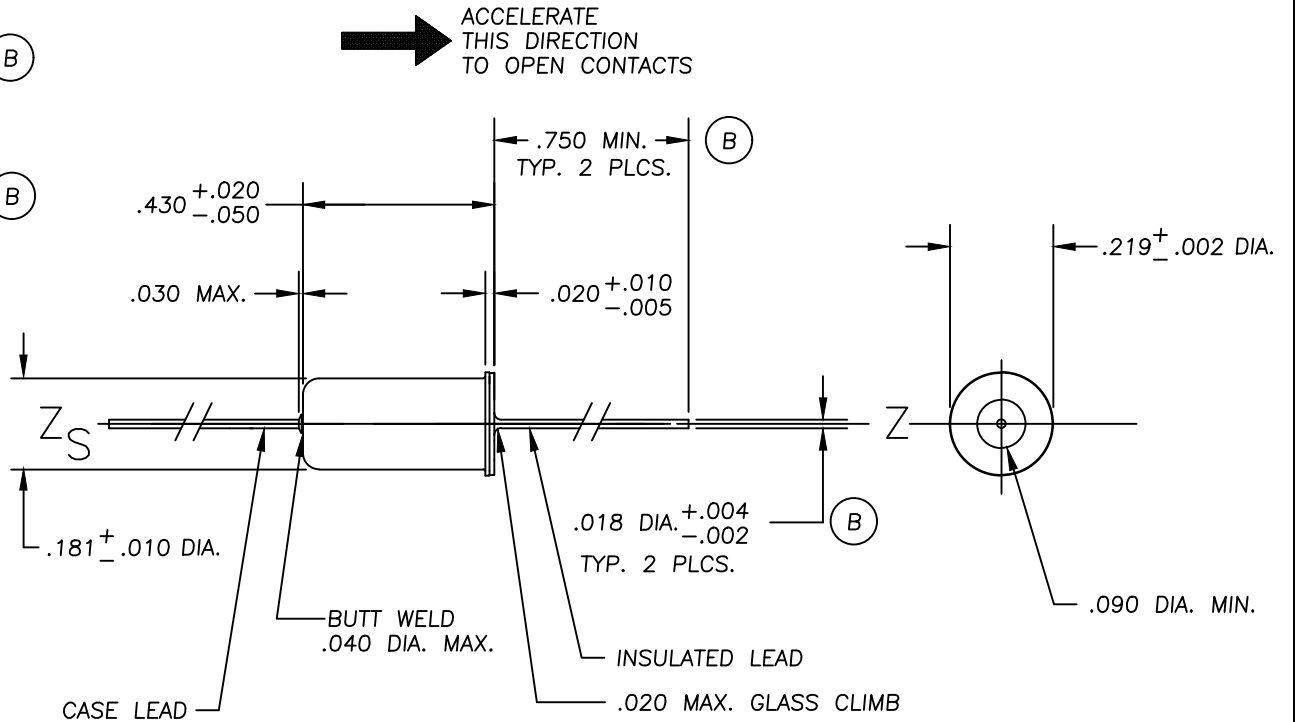 ACCELERATE
THIS DIRECTION
TO OPEN CONTACTS
B
.750 MIN.
TYP. 2 PLCS.
B
B
.430 +.020
-.050
.219 ± .002 DIA.
.030 MAX.
.020 +.010
-.005
Z S
Z
.018 DIA. +.004
-.002
TYP. 2 PLCS.
B
.181 ± .010 DIA.
.090 DIA. MIN.
BUTT WELD
.040 DIA. MAX.
INSULATED LEAD
.020 MAX. GLASS CLIMB
CASE LEAD